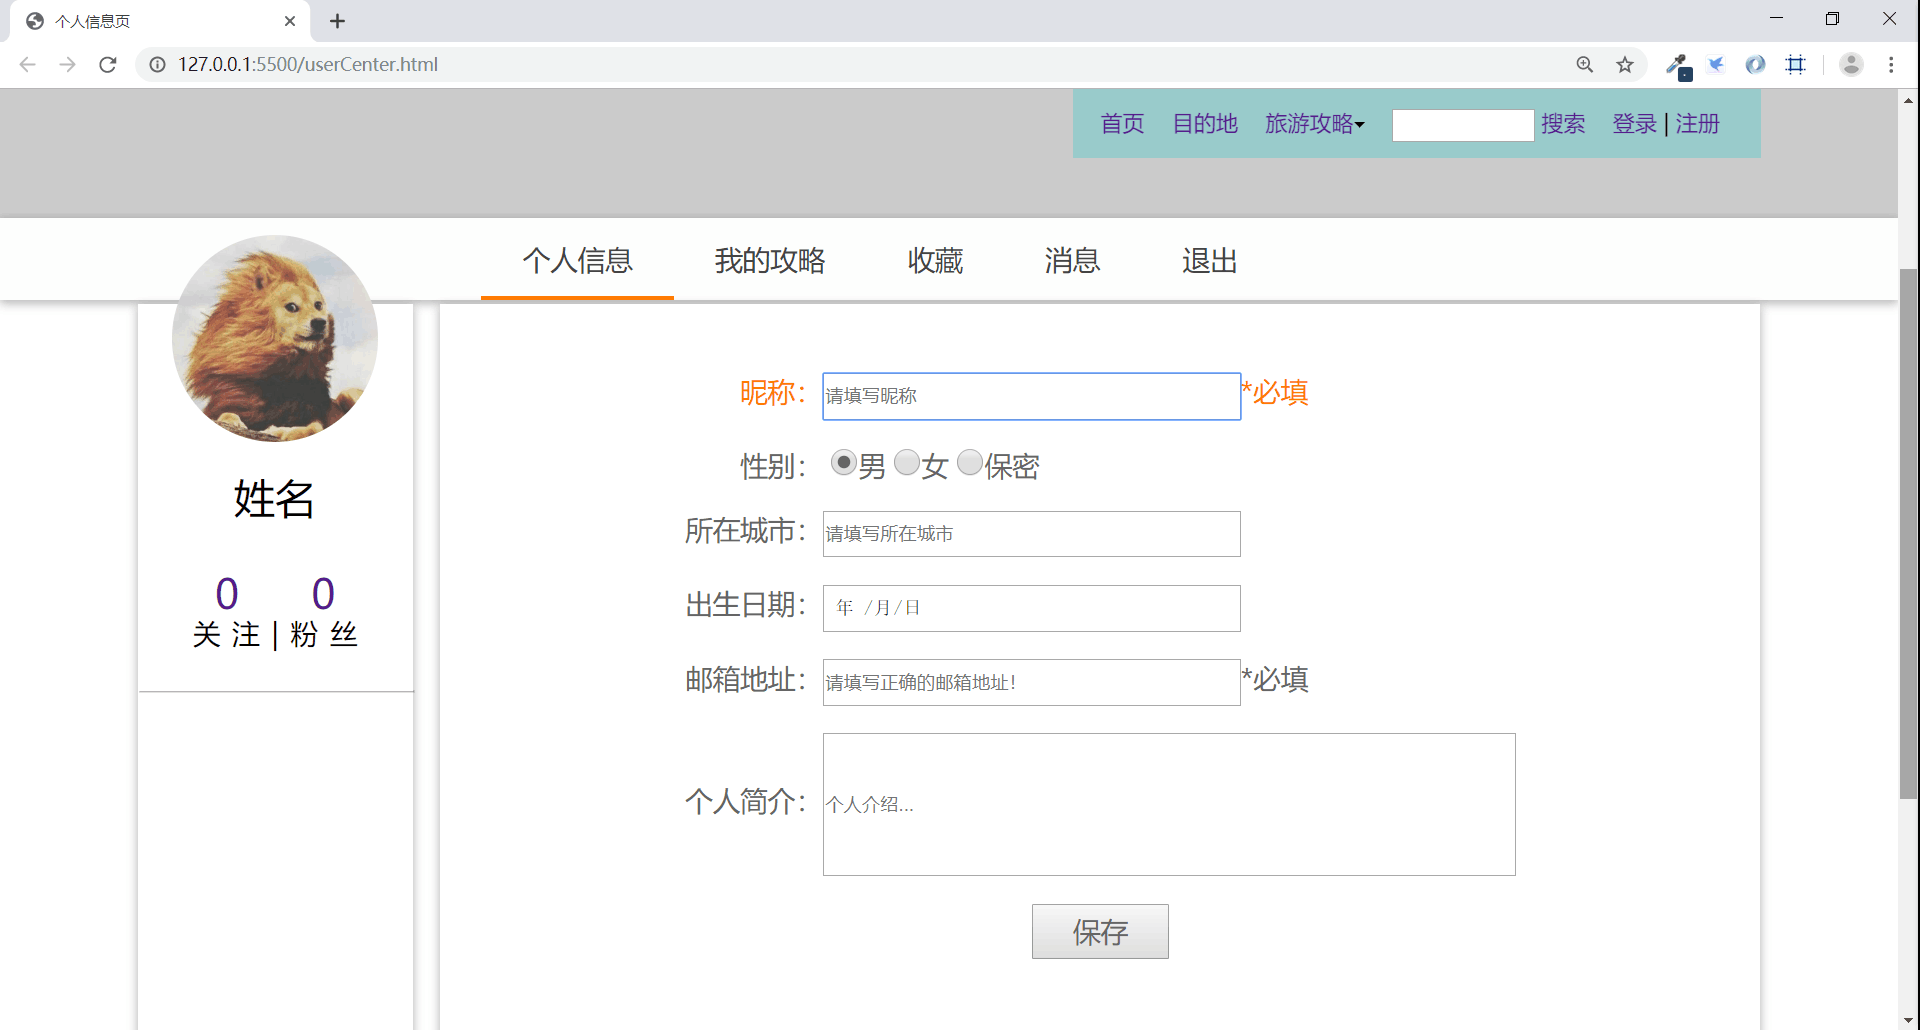 个人信息页
127.0.0.1:5500/userCenter.html
首页 目的地 旅游攻略 搜索 登录 | 注册
个人信息 我的攻略 收藏 消息 退出
姓名
0 0
关 注 | 粉 丝
昵称： 请填写昵称 *必填
性别： 男 女 保密
所在城市： 请填写所在城市
出生日期： 年 /月/日
邮箱地址： 请填写正确的邮箱地址! *必填
个人简介： 个人介绍...
保存